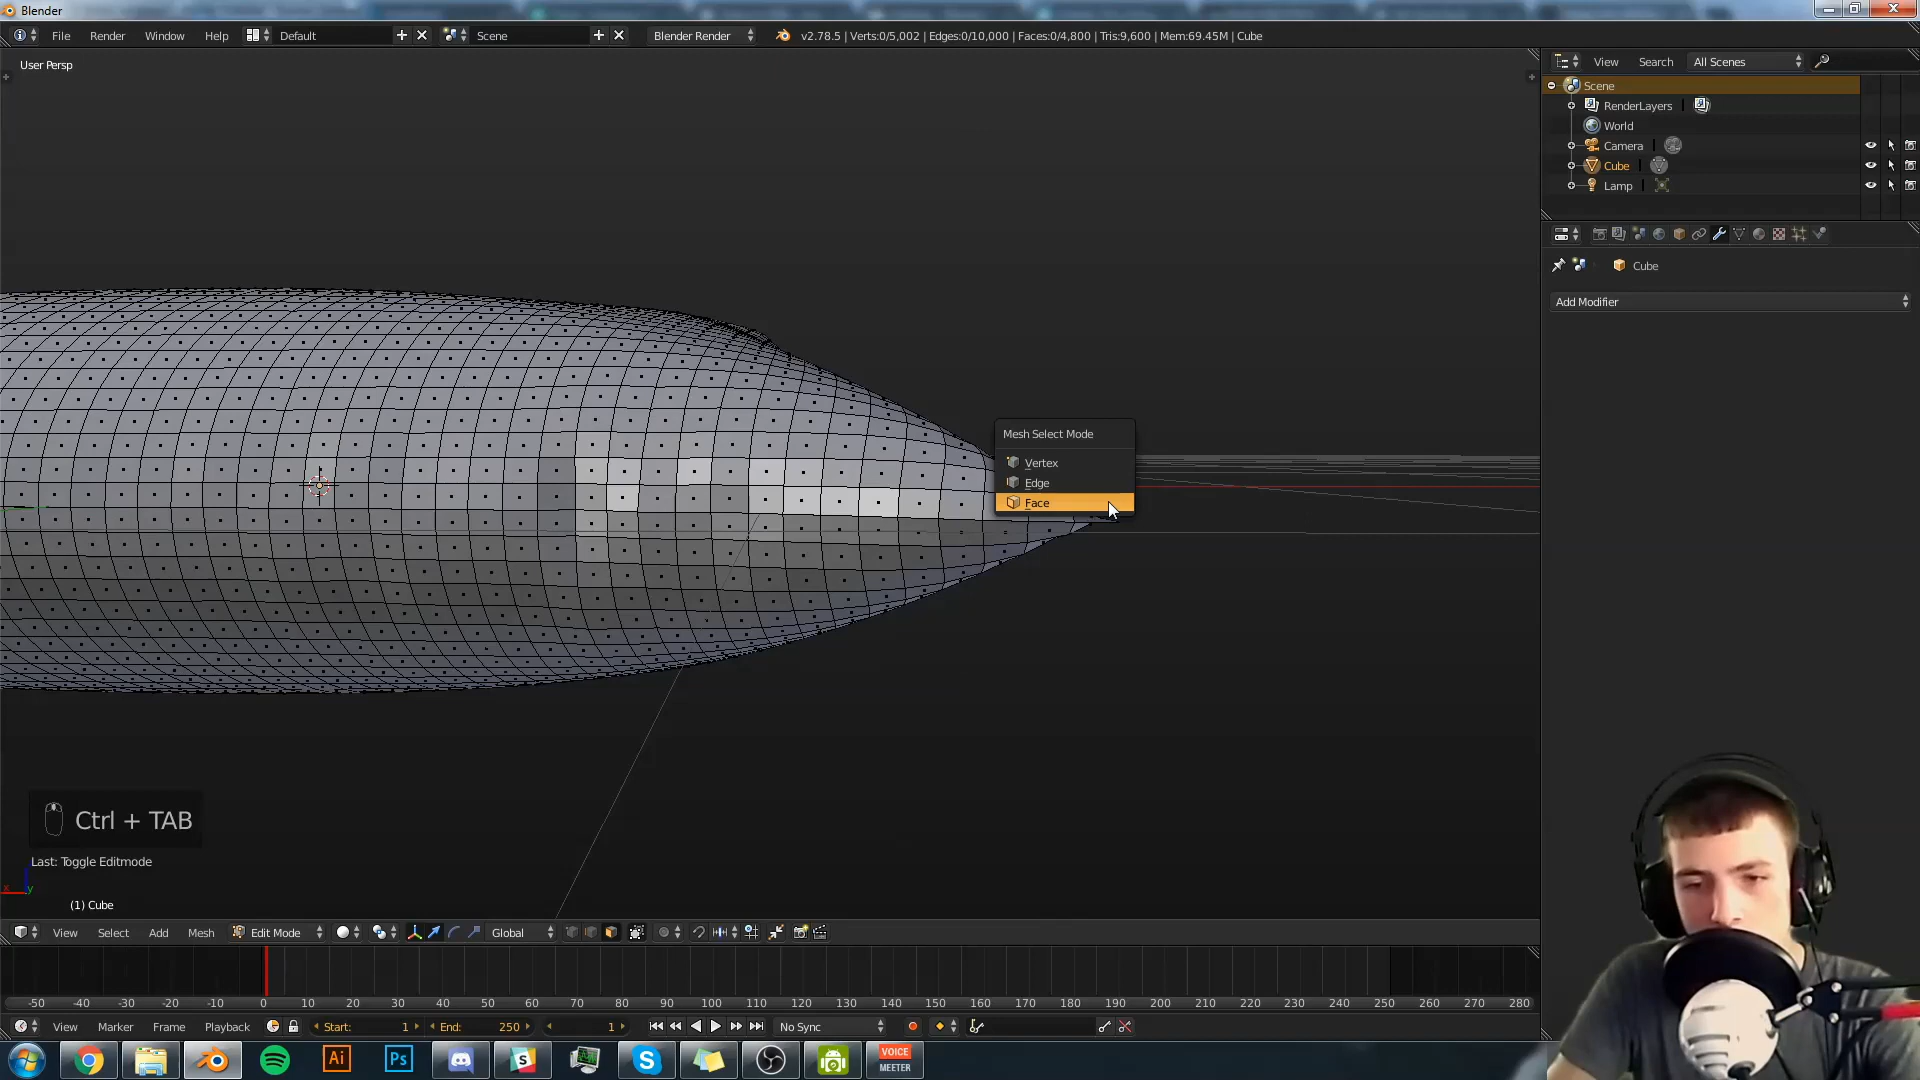 Blender
File Render Window Help Default Scene Blender Render v2.78.5 | Verts:0/5,002 | Edges:0/10,000 | Faces:0/4,800 | Tris:9,600 | Mem:69.45M | Cube
User Persp
View Search All Scenes
Scene
RenderLayers
World
Camera
Cube
Lamp
Cube
Add Modifier
Mesh Select Mode
Vertex
Edge
Face
Ctrl + TAB
Last: Toggle Editmode
x y
(1) Cube
View Select Add Mesh Edit Mode Global
-50 -40 -30 -20 -10 0 10 20 30 40 50 60 70 80 90 100 110 120 130 140 150 160 170 180 190 200 210 220 230 240 250 260 270 280
View Marker Frame Playback Start: 1 End: 250 1 No Sync
Ai Ps S S VOICE
MEETER